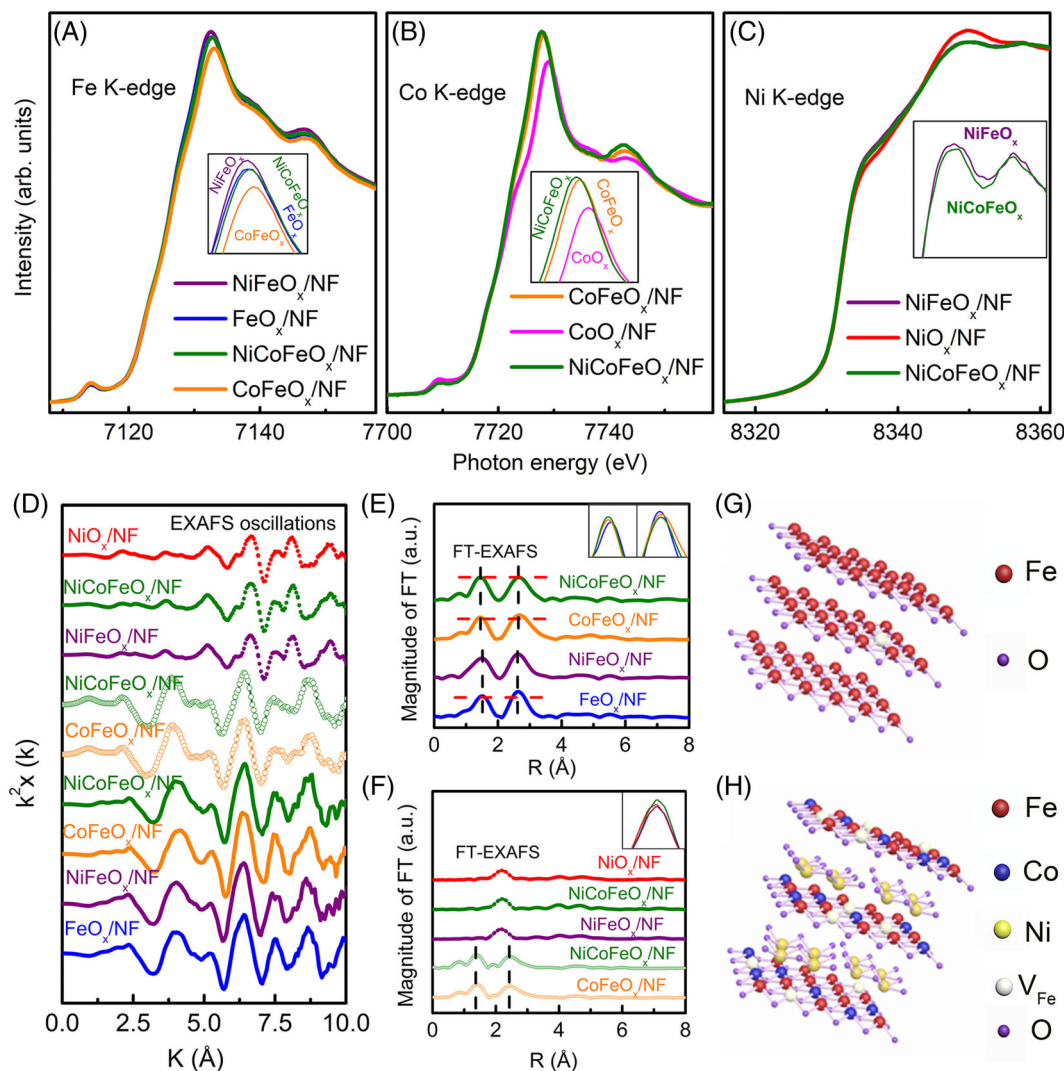 (A)
Fe K-edge
NiFeOₓ
NiCoFeOₓ
FeOₓ
CoFeOₓ
NiFeOₓ/NF
FeOₓ/NF
NiCoFeOₓ/NF
CoFeOₓ/NF
7120
7140
Intensity (arb. units)
(B)
Co K-edge
NiCoFeOₓ
CoFeOₓ
CoOₓ
CoFeOₓ/NF
CoOₓ/NF
NiCoFeOₓ/NF
7700
7720
7740
Photon energy (eV)
(C)
Ni K-edge
NiFeOₓ
NiCoFeOₓ
NiFeOₓ/NF
NiOₓ/NF
NiCoFeOₓ/NF
8320
8340
8360
(D)
EXAFS oscillations
NiOₓ/NF
NiCoFeOₓ/NF
NiFeOₓ/NF
NiCoFeOₓ/NF
CoFeOₓ/NF
NiCoFeOₓ/NF
CoFeOₓ/NF
NiFeOₓ/NF
FeOₓ/NF
k²x (k)
0.0 2.5 5.0 7.5 10.0
K (Å)
(E)
FT-EXAFS
NiCoFeOₓ/NF
CoFeOₓ/NF
NiFeOₓ/NF
FeOₓ/NF
Magnitude of FT (a.u.)
0 2 4 6 8
R (Å)
(F)
FT-EXAFS
NiOₓ/NF
NiCoFeOₓ/NF
NiFeOₓ/NF
NiCoFeOₓ/NF
CoFeOₓ/NF
Magnitude of FT (a.u.)
0 2 4 6 8
R (Å)
(G)
Fe
O
(H)
Fe
Co
Ni
V_Fe
O